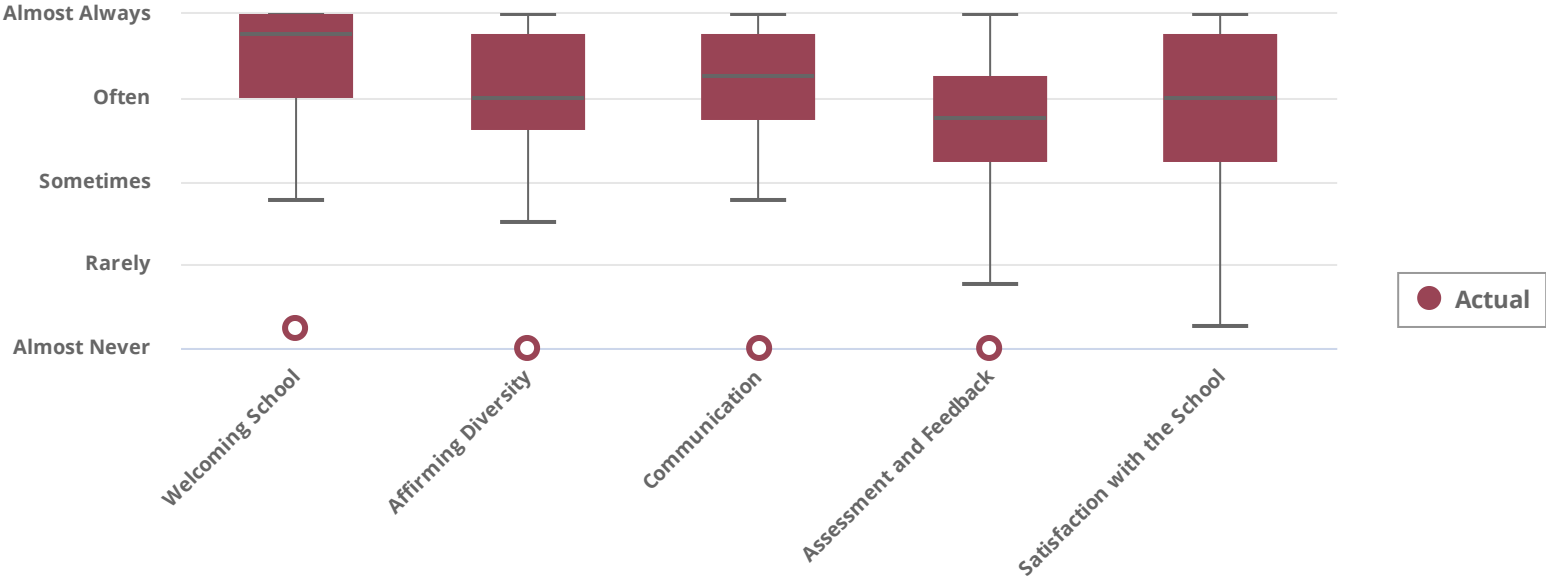 Almost Always
Often
Sometimes
Rarely
Almost Never
Welcoming School
Affirming Diversity
Communication
Assessment and Feedback
Satisfaction with the School
Actual